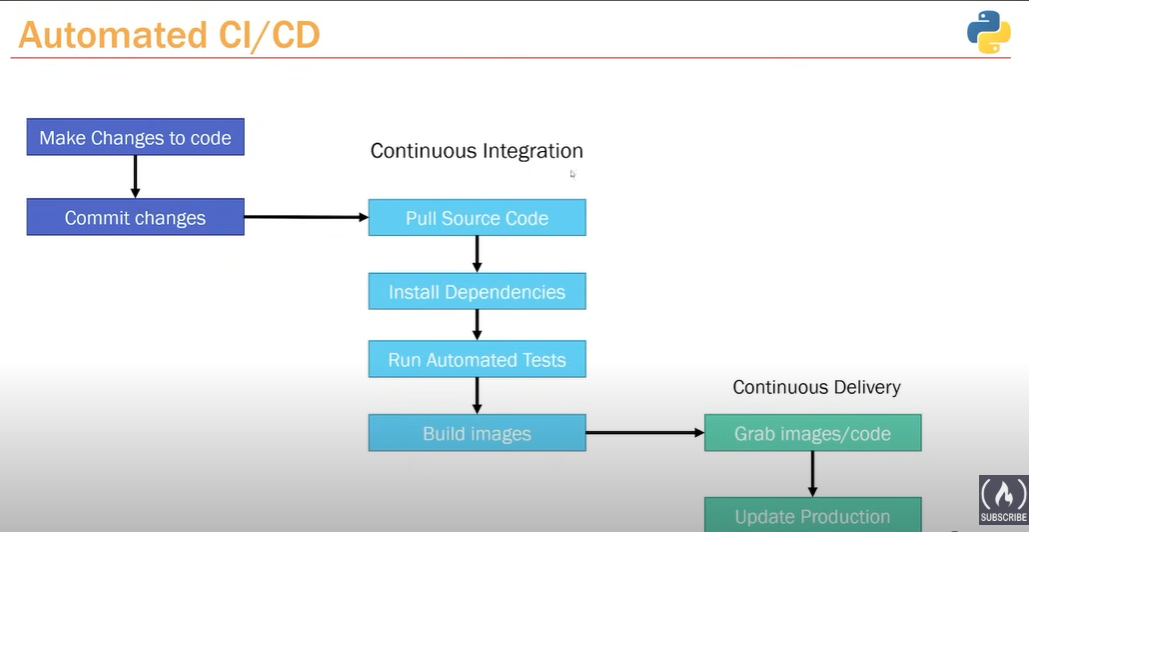 Automated CI/CD
Make Changes to code
Commit changes
Continuous Integration
Pull Source Code
Install Dependencies
Run Automated Tests
Build images
Continuous Delivery
Grab images/code
Update Production
SUBSCRIBE